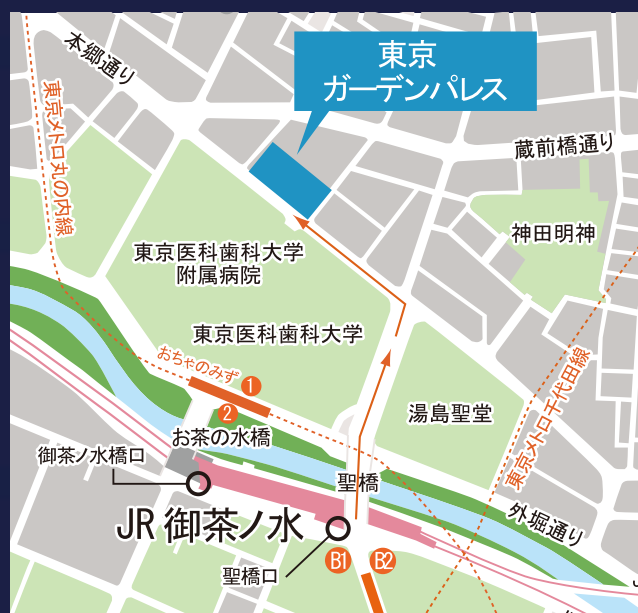 本郷通り
東京
ガーデンパレス
東京メトロ丸の内線
蔵前橋通り
神田明神
東京医科歯科大学
附属病院
東京医科歯科大学
おちゃのみず
1
2
湯島聖堂
東京メトロ千代田線
お茶の水橋
御茶ノ水橋口
聖橋
外堀通り
JR 御茶ノ水
聖橋口
B1
B2